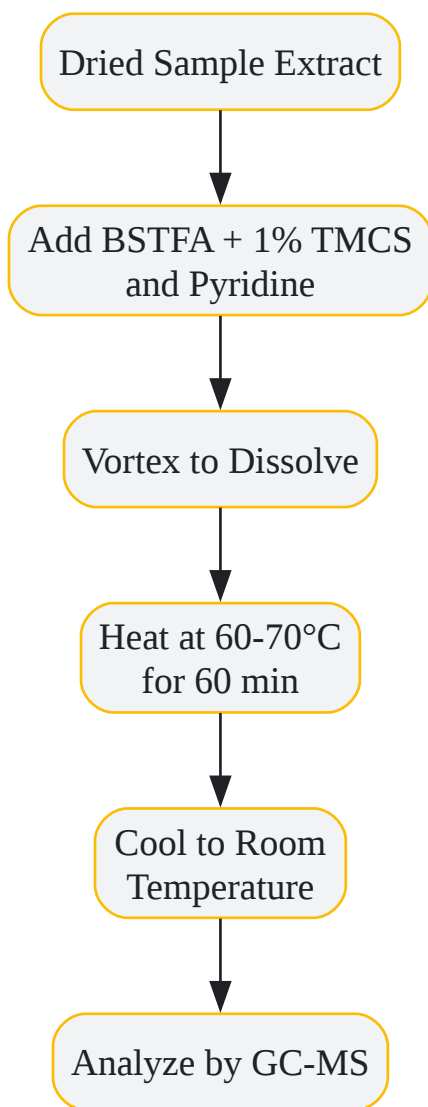 Dried Sample Extract
Add BSTFA + 1% TMCS
and Pyridine
Vortex to Dissolve
Heat at 60-70°C
for 60 min
Cool to Room
Temperature
Analyze by GC-MS